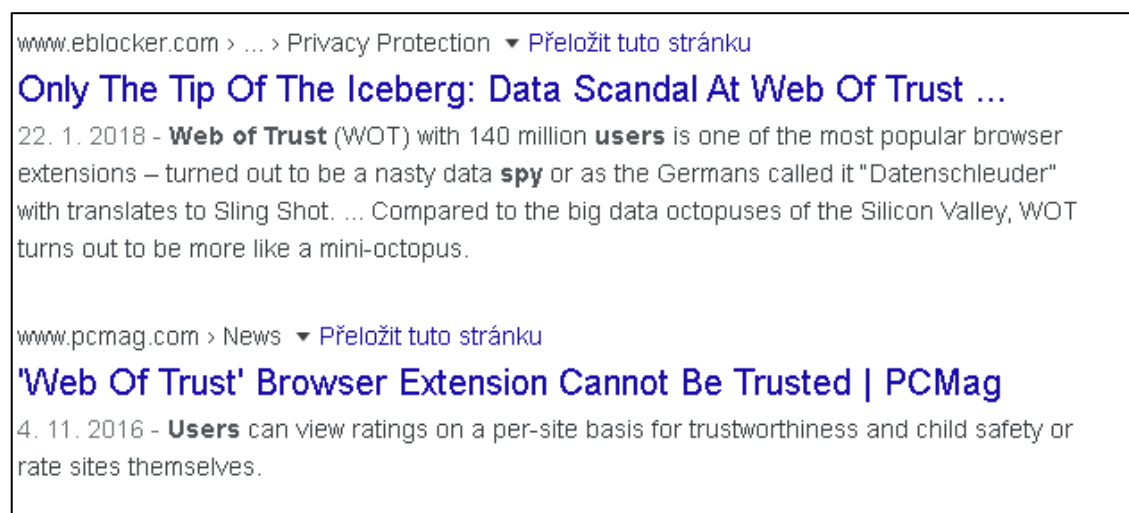 www.eblocker.com › ... › Privacy Protection ▼ Přeložit tuto stránku
Only The Tip Of The Iceberg: Data Scandal At Web Of Trust ...
22. 1. 2018 - Web of Trust (WOT) with 140 million users is one of the most popular browser
extensions – turned out to be a nasty data spy or as the Germans called it "Datenschleuder"
with translates to Sling Shot. ... Compared to the big data octopuses of the Silicon Valley, WOT
turns out to be more like a mini-octopus.
www.pcmag.com › News ▼ Přeložit tuto stránku
'Web Of Trust' Browser Extension Cannot Be Trusted | PCMag
4. 11. 2016 - Users can view ratings on a per-site basis for trustworthiness and child safety or
rate sites themselves.